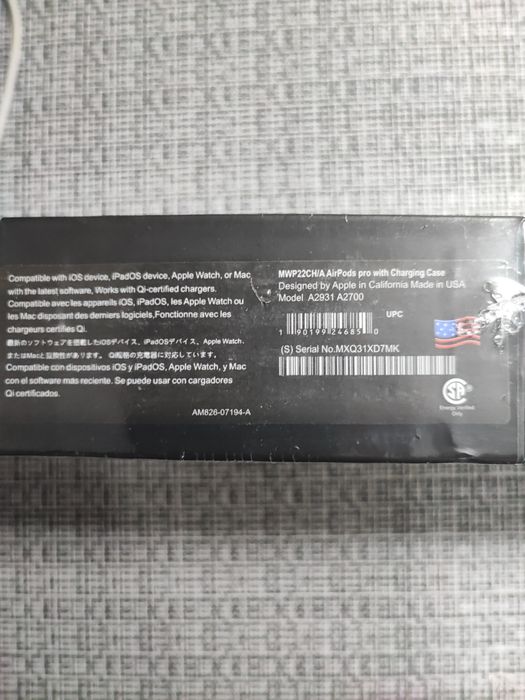 Compatible with iOS device, iPadOS device, Apple Watch, or Mac
with the latest software, Works with Qi-certified chargers.
Compatible avec les appareils iOS, iPadOS, les Apple Watch ou
les Mac disposant des derniers logiciels,Fonctionne avec les
chargeurs certifies Qi.
最新のソフトウェアを搭載したiOSデバイス、iPadOSデバイス、Apple Watch、
またはMacと互換性があります。 Qi規格の充電器に対応しています。
Compatible con dispositivos iOS y iPadOS, Apple Watch, y Mac
con el software mas reciente. Se puede usar con cargadores
Qi certificados.
AM826-07194-A
MWP22CH/A AirPods pro with Charging Case
Designed by Apple in California Made in USA
Model A2931 A2700
UPC
1 90199 24685 0
(S) Serial No.MXQ31XD7MK
SA
Energy Verified
Only